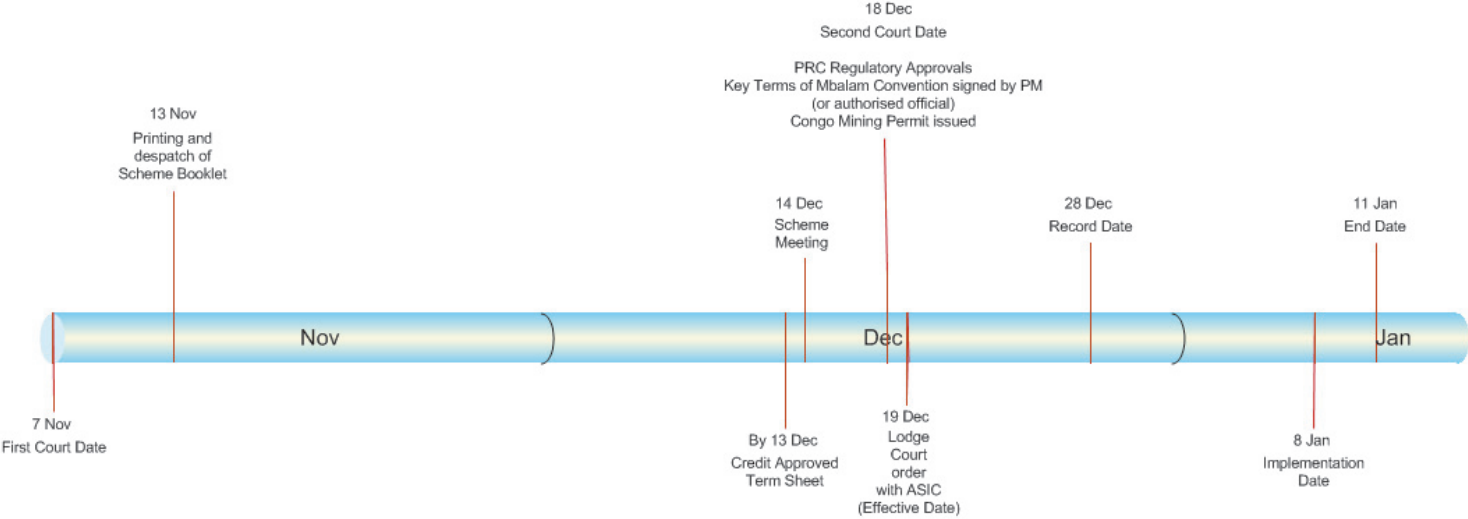 18 Dec
Second Court Date
PRC Regulatory Approvals
Key Terms of Mbalam Convention signed by PM
(or authorised official)
Congo Mining Permit issued
13 Nov
Printing and
despatch of
Scheme Booklet
14 Dec
Scheme
Meeting
28 Dec
Record Date
11 Jan
End Date
Nov
Dec
Jan
7 Nov
First Court Date
By 13 Dec
Credit Approved
Term Sheet
19 Dec
Lodge
Court
order
with ASIC
(Effective Date)
8 Jan
Implementation
Date